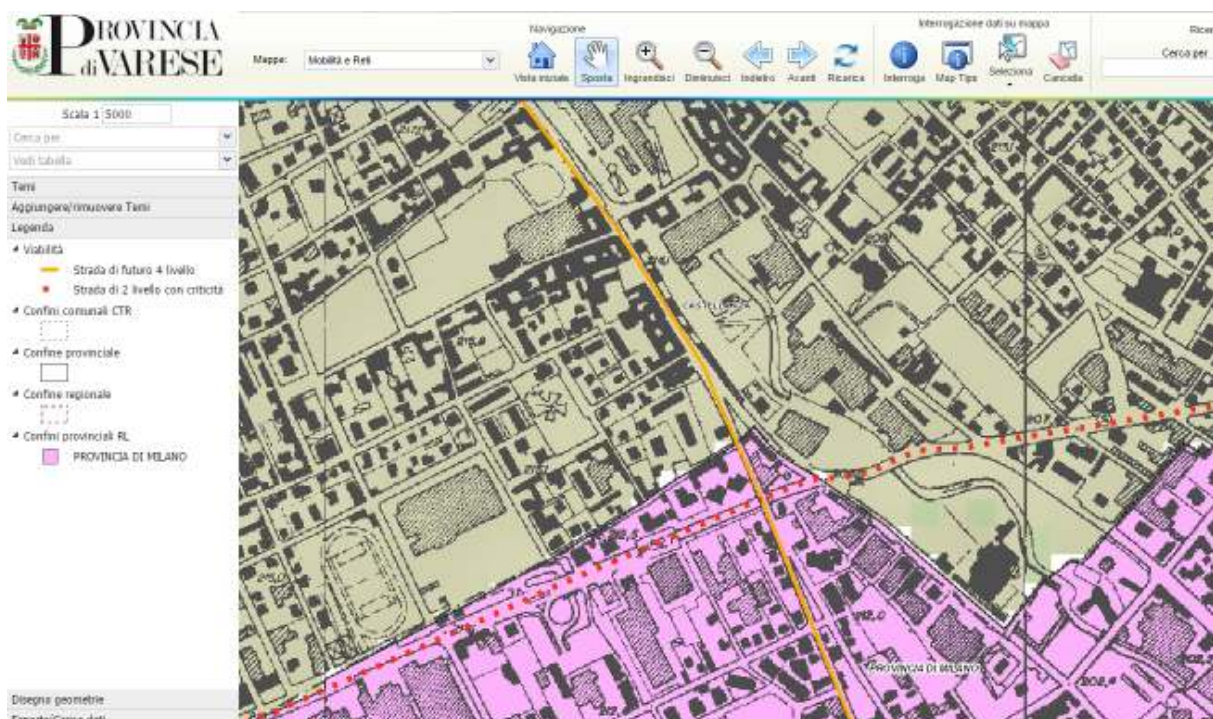 PROVINCIA
di VARESE
Mappe:
Mobilità e Reti
Navigazione
Vista iniziale
Sposta
Ingrandisci
Diminuisci
Indietro
Avanti
Ricarica
Interrogazione dati su mappa
Interroga
Map Tips
Seleziona
Cancella
Cerca per
Scala 1: 5000
Cerca per
Vedi tabella
Temi
Aggiungere/rimuovere Temi
Legenda
Viabilità
Strada di futuro 4 livello
Strada di 2 livello con criticità
Confini comunali CTR
Confine provinciale
Confine regionale
Confini provinciali RL
PROVINCIA DI MILANO
Disegna geometrie
PROVINCIA DI MILANO
212,0